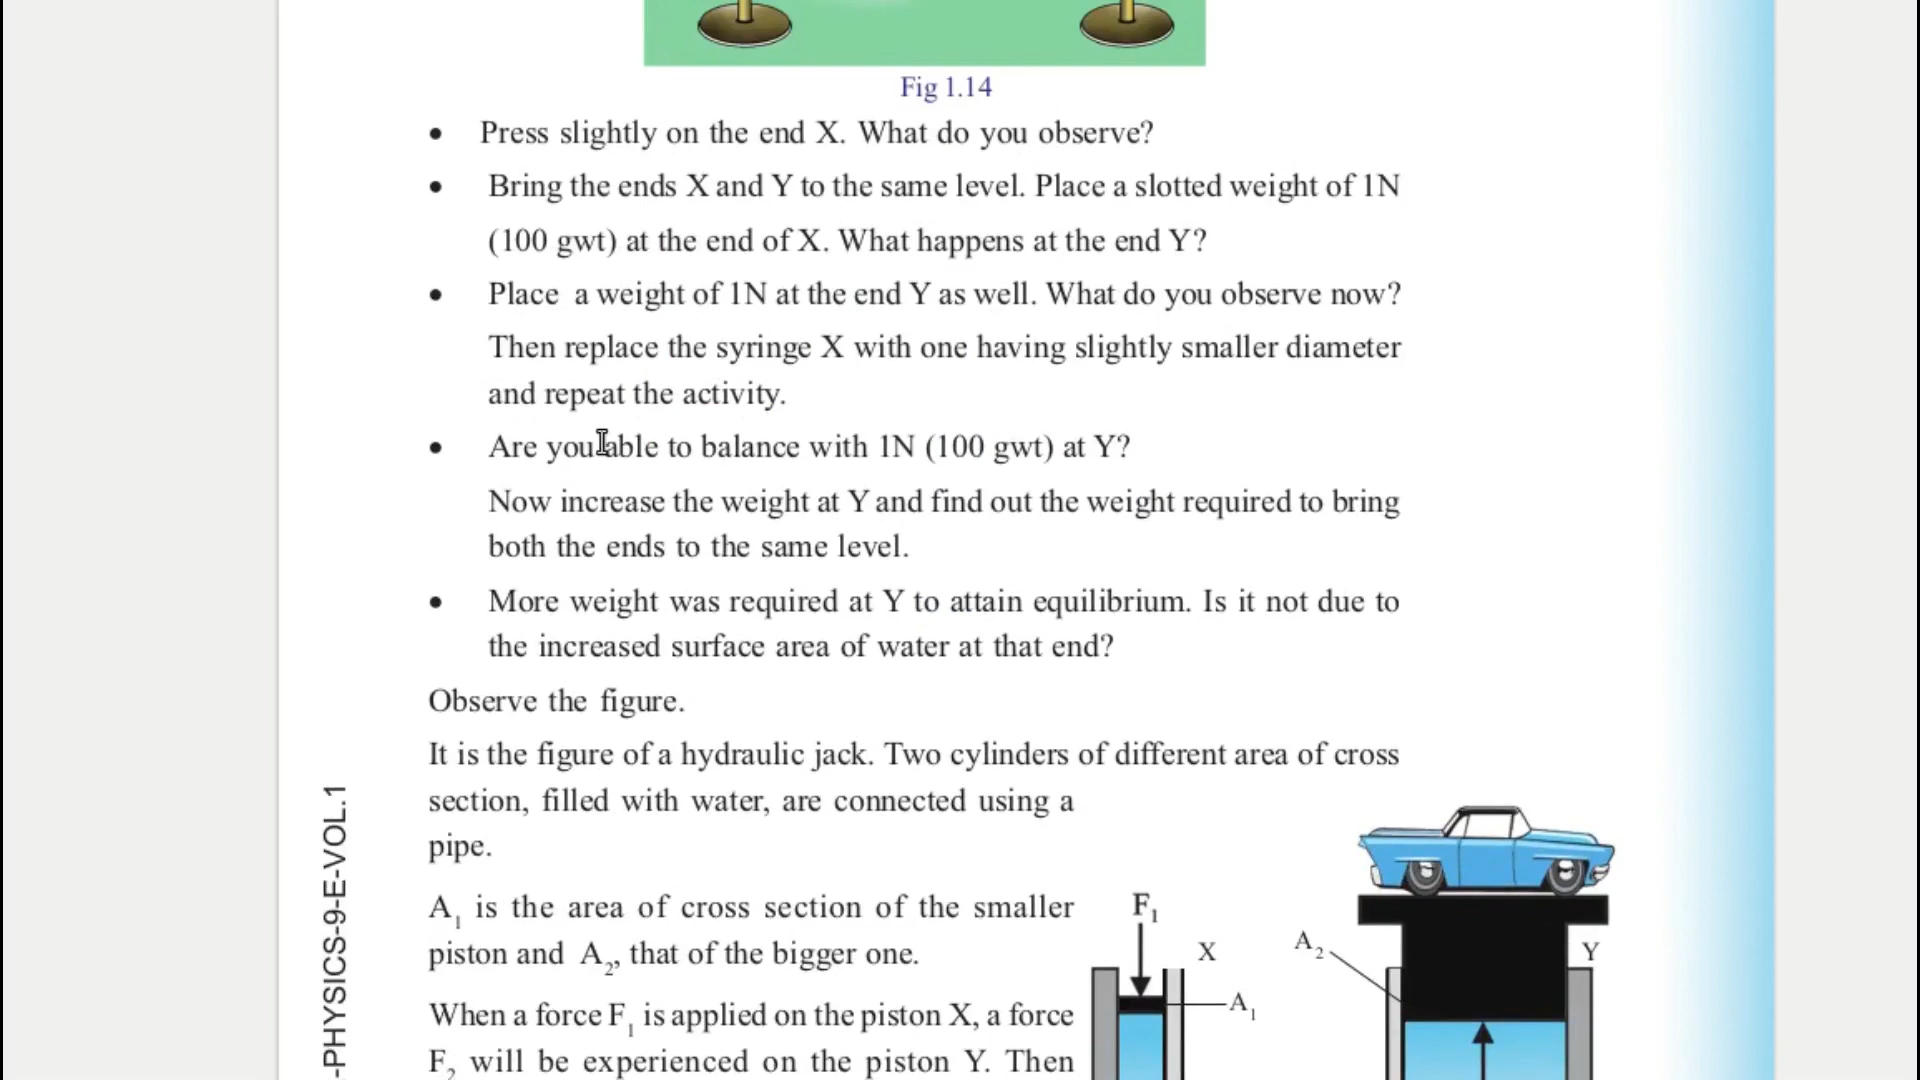 Fig 1.14
• Press slightly on the end X. What do you observe?
• Bring the ends X and Y to the same level. Place a slotted weight of 1N
(100 gwt) at the end of X. What happens at the end Y?
• Place a weight of 1N at the end Y as well. What do you observe now?
Then replace the syringe X with one having slightly smaller diameter
and repeat the activity.
• Are you able to balance with 1N (100 gwt) at Y?
Now increase the weight at Y and find out the weight required to bring
both the ends to the same level.
• More weight was required at Y to attain equilibrium. Is it not due to
the increased surface area of water at that end?
Observe the figure.
It is the figure of a hydraulic jack. Two cylinders of different area of cross
section, filled with water, are connected using a
pipe.
A₁ is the area of cross section of the smaller
piston and A₂, that of the bigger one.
When a force F₁ is applied on the piston X, a force
F₂ will be experienced on the piston Y. Then
F₁
X
A₁
A₂
Y
-PHYSICS-9-E-VOL.1